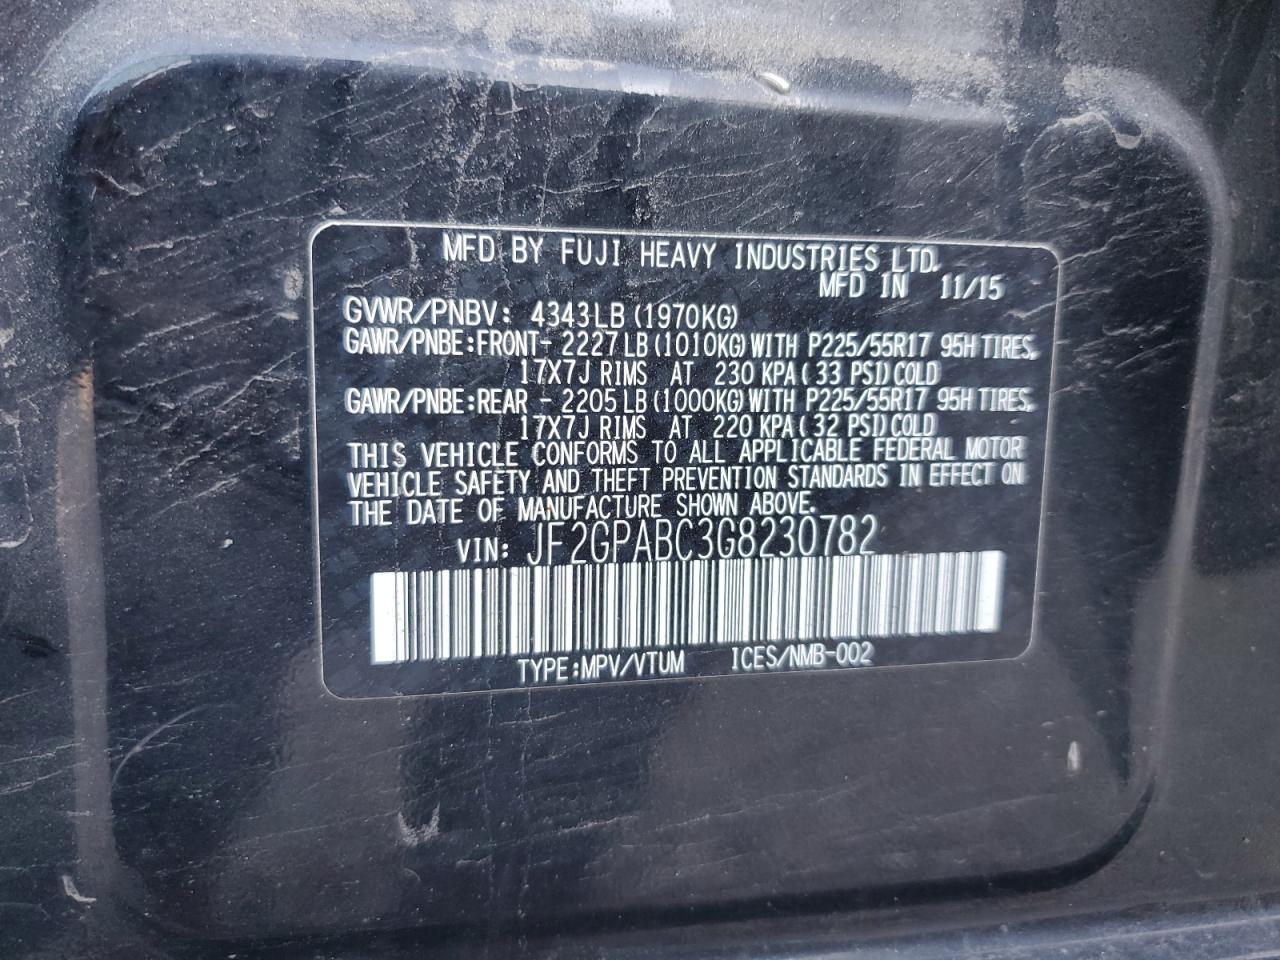 MFD BY FUJI HEAVY INDUSTRIES LTD.
MFD IN 11/15
GVWR/PNBV: 4343LB (1970KG)
GAWR/PNBE:FRONT- 2227 LB (1010KG) WITH P225/55R17 95H TIRES,
17X7J RIMS AT 230 KPA (33 PSI) COLD
GAWR/PNBE:REAR - 2205 LB (1000KG) WITH P225/55R17 95H TIRES,
17X7J RIMS AT 220 KPA (32 PSI) COLD
THIS VEHICLE CONFORMS TO ALL APPLICABLE FEDERAL MOTOR
VEHICLE SAFETY AND THEFT PREVENTION STANDARDS IN EFFECT ON
THE DATE OF MANUFACTURE SHOWN ABOVE.
VIN: JF2GPABC3G8230782
TYPE:MPV/VTUM ICES/NMB-002